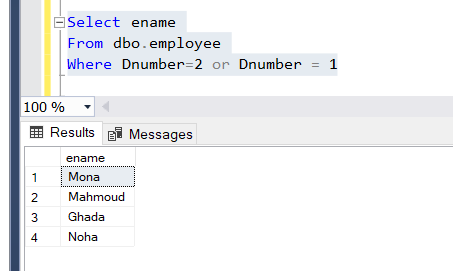 Select ename
From dbo.employee
Where Dnumber=2 or Dnumber = 1
100 %
Results Messages
ename
1 Mona
2 Mahmoud
3 Ghada
4 Noha